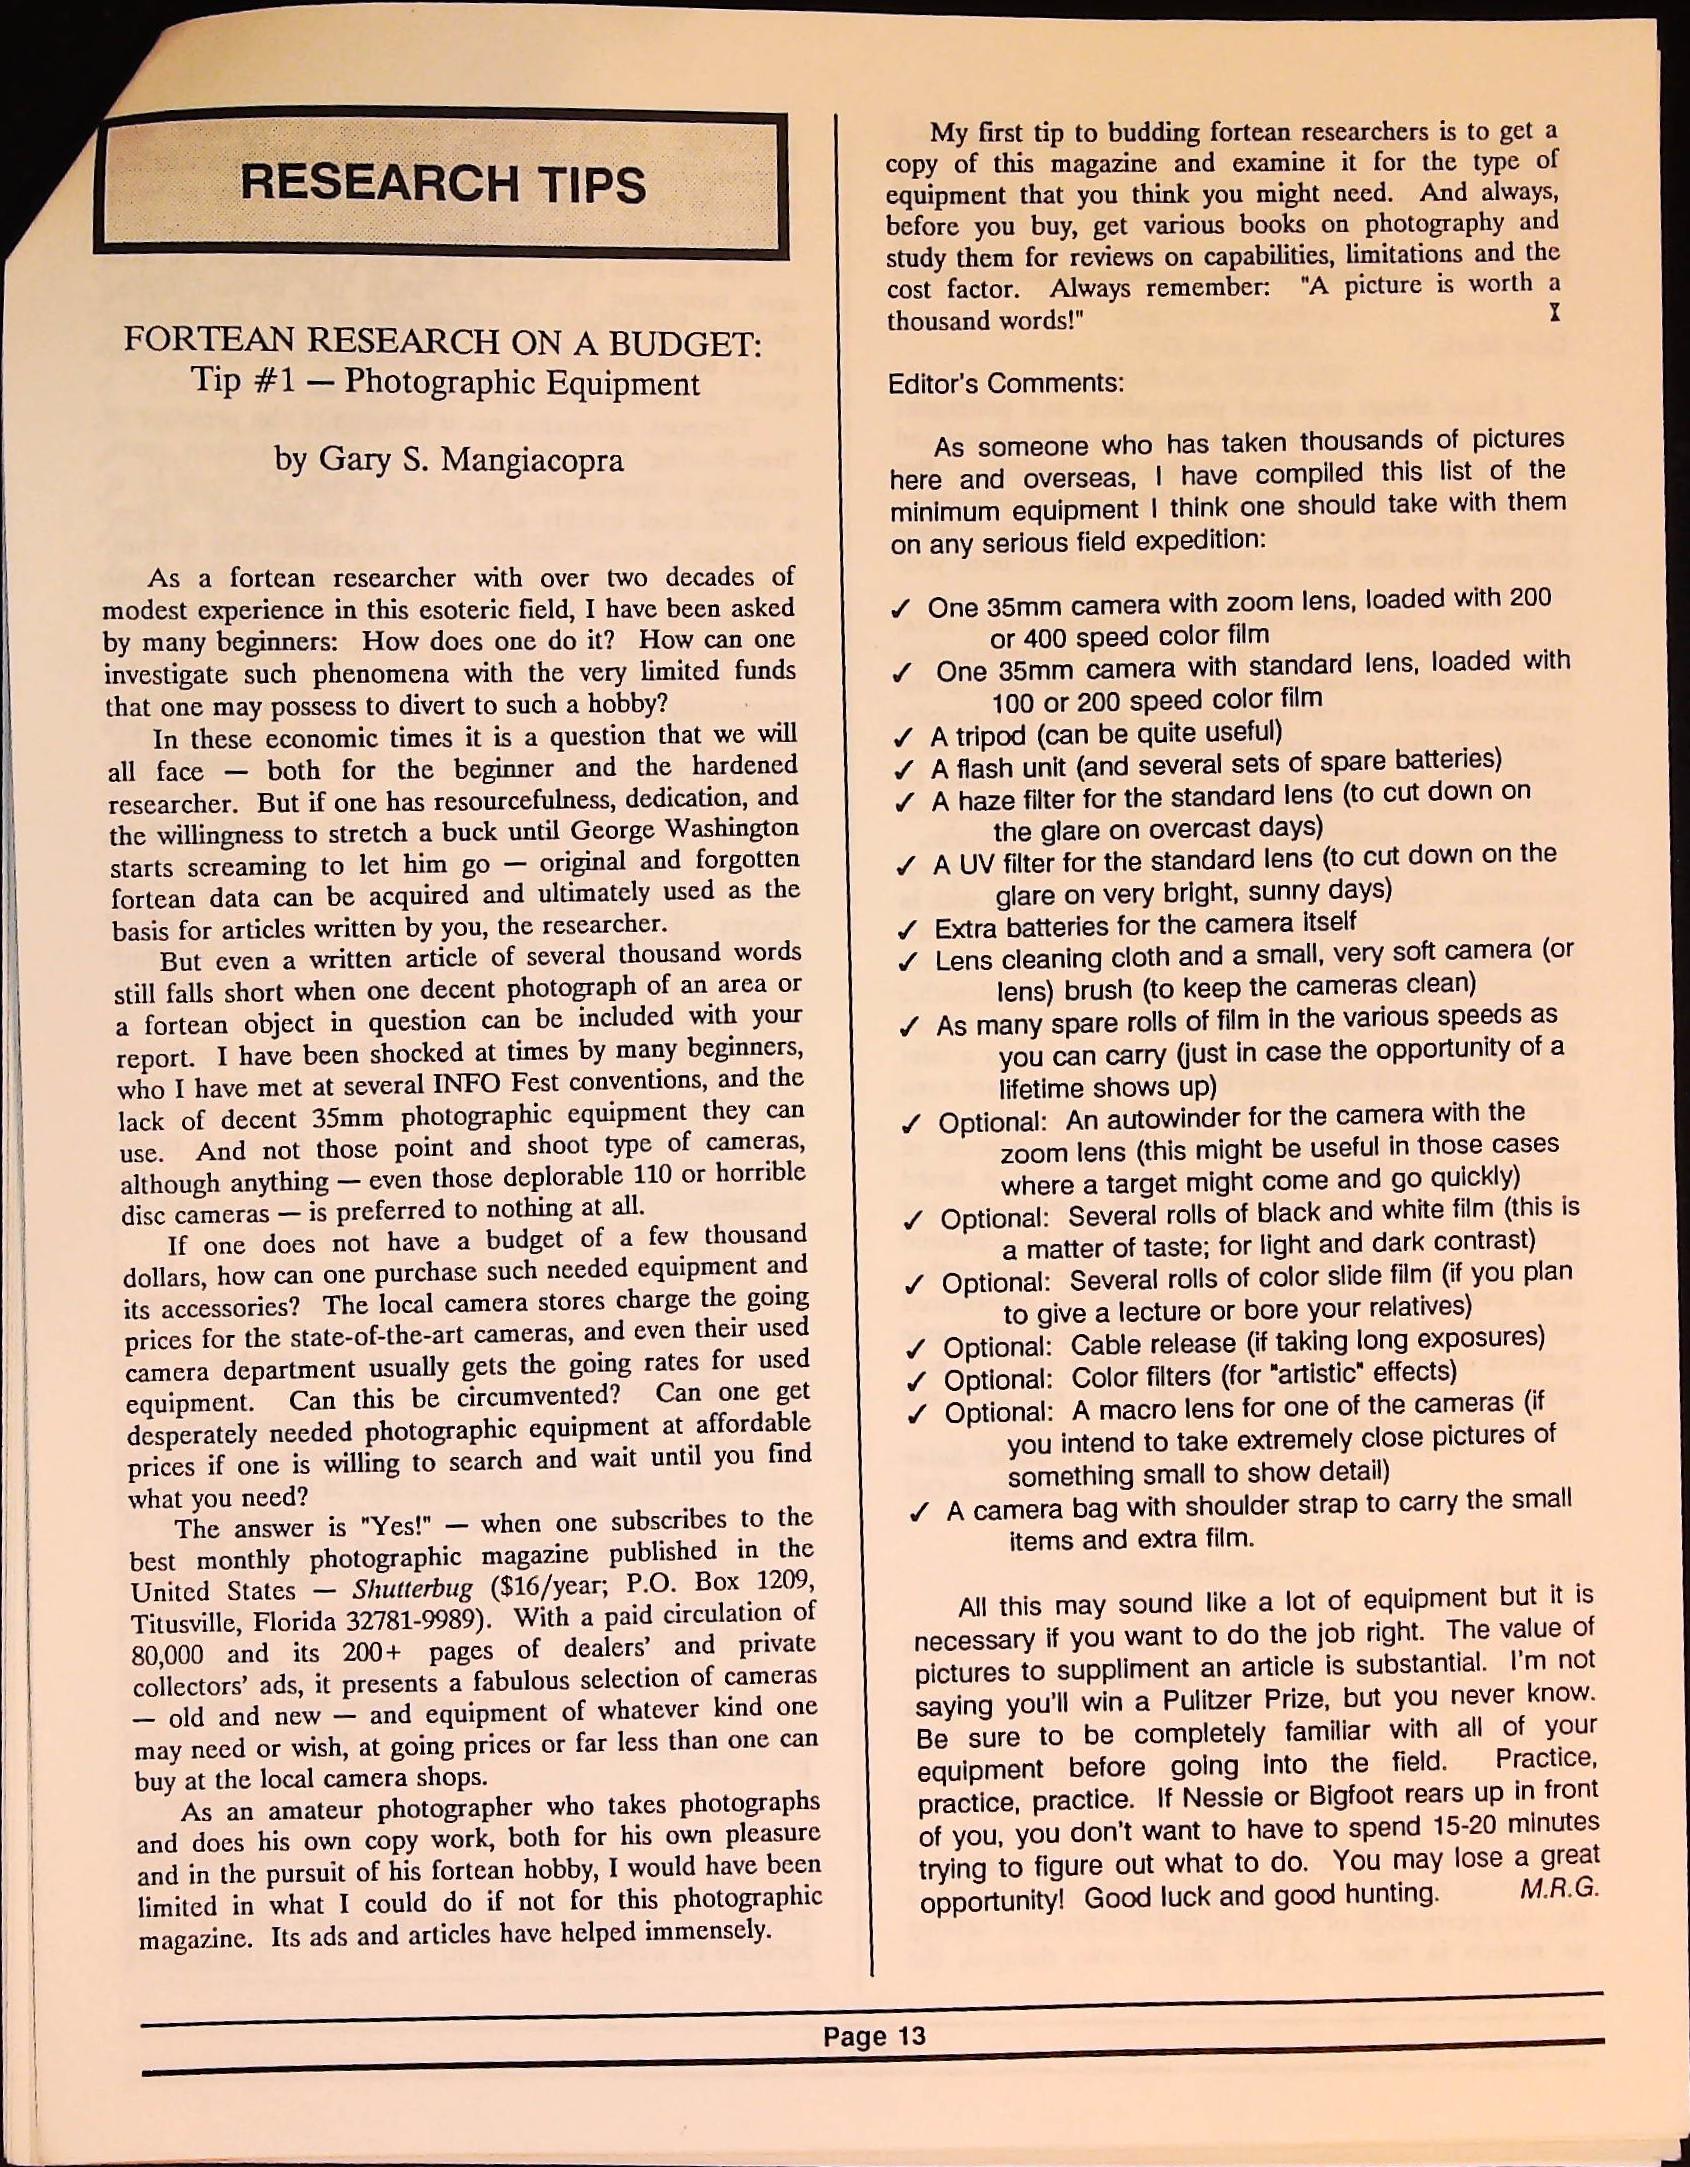 RESEARCH TIPS
FORTEAN RESEARCH ON A BUDGET:
Tip #1 — Photographic Equipment
by Gary S. Mangiacopra
As a fortean researcher with over two decades of
modest experience in this esoteric field, I have been asked
by many beginners: How does one do it? How can one
investigate such phenomena with the very limited funds
that one may possess to divert to such a hobby?
In these economic times it is a question that we will
all face — both for the beginner and the hardened
researcher. But if one has resourcefulness, dedication, and
the willingness to stretch a buck until George Washington
starts screaming to let him go — original and forgotten
fortean data can be acquired and ultimately used as the
basis for articles written by you, the researcher.
But even a written article of several thousand words
still falls short when one decent photograph of an area or
a fortean object in question can be included with your
report. I have been shocked at times by many beginners,
who I have met at several INFO Fest conventions, and the
lack of decent 35mm photographic equipment they can
use. And not those point and shoot type of cameras,
although anything — even those deplorable 110 or horrible
disc cameras — is preferred to nothing at all.
If one does not have a budget of a few thousand
dollars, how can one purchase such needed equipment and
its accessories? The local camera stores charge the going
prices for the state-of-the-art cameras, and even their used
camera department usually gets the going rates for used
equipment. Can this be circumvented? Can one get
desperately needed photographic equipment at affordable
prices if one is willing to search and wait until you find
what you need?
The answer is "Yes!" — when one subscribes to the
best monthly photographic magazine published in the
United States — Shutterbug ($16/year; P.O. Box 1209,
Titusville, Florida 32781-9989). With a paid circulation of
80,000 and its 200+ pages of dealers' and private
collectors' ads, it presents a fabulous selection of cameras
— old and new — and equipment of whatever kind one
may need or wish, at going prices or far less than one can
buy at the local camera shops.
As an amateur photographer who takes photographs
and does his own copy work, both for his own pleasure
and in the pursuit of his fortean hobby, I would have been
limited in what I could do if not for this photographic
magazine. Its ads and articles have helped immensely.
My first tip to budding fortean researchers is to get a
copy of this magazine and examine it for the type of
equipment that you think you might need. And always,
before you buy, get various books on photography and
study them for reviews on capabilities, limitations and the
cost factor. Always remember: "A picture is worth a
thousand words!"
Editor's Comments:
As someone who has taken thousands of pictures
here and overseas, I have compiled this list of the
minimum equipment I think one should take with them
on any serious field expedition:
✓ One 35mm camera with zoom lens, loaded with 200
or 400 speed color film
✓ One 35mm camera with standard lens, loaded with
100 or 200 speed color film
✓ A tripod (can be quite useful)
✓ A flash unit (and several sets of spare batteries)
✓ A haze filter for the standard lens (to cut down on
the glare on overcast days)
✓ A UV filter for the standard lens (to cut down on the
glare on very bright, sunny days)
✓ Extra batteries for the camera itself
✓ Lens cleaning cloth and a small, very soft camera (or
lens) brush (to keep the cameras clean)
✓ As many spare rolls of film in the various speeds as
you can carry (just in case the opportunity of a
lifetime shows up)
✓ Optional: An autowinder for the camera with the
zoom lens (this might be useful in those cases
where a target might come and go quickly)
✓ Optional: Several rolls of black and white film (this is
a matter of taste; for light and dark contrast)
✓ Optional: Several rolls of color slide film (if you plan
to give a lecture or bore your relatives)
✓ Optional: Cable release (if taking long exposures)
✓ Optional: Color filters (for "artistic" effects)
✓ Optional: A macro lens for one of the cameras (if
you intend to take extremely close pictures of
something small to show detail)
✓ A camera bag with shoulder strap to carry the small
items and extra film.
All this may sound like a lot of equipment but it is
necessary if you want to do the job right. The value of
pictures to suppliment an article is substantial. I'm not
saying you'll win a Pulitzer Prize, but you never know.
Be sure to be completely familiar with all of your
equipment before going into the field. Practice,
practice, practice. If Nessie or Bigfoot rears up in front
of you, you don't want to have to spend 15-20 minutes
trying to figure out what to do. You may lose a great
opportunity! Good luck and good hunting. M.R.G.
Page 13